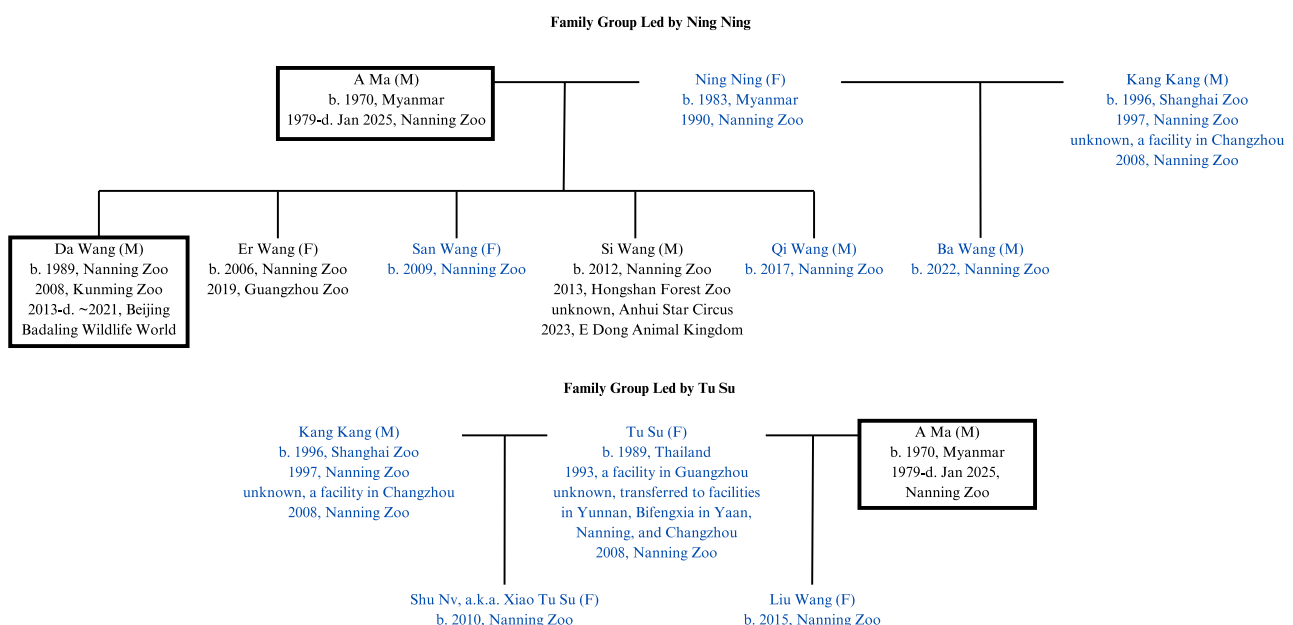 Family Group Led by Ning Ning
A Ma (M)
b. 1970, Myanmar
1979-d. Jan 2025, Nanning Zoo
Ning Ning (F)
b. 1983, Myanmar
1990, Nanning Zoo
Kang Kang (M)
b. 1996, Shanghai Zoo
1997, Nanning Zoo
unknown, a facility in Changzhou
2008, Nanning Zoo
Da Wang (M)
b. 1989, Nanning Zoo
2008, Kunming Zoo
2013-d. ~2021, Beijing
Badaling Wildlife World
Er Wang (F)
b. 2006, Nanning Zoo
2019, Guangzhou Zoo
San Wang (F)
b. 2009, Nanning Zoo
Si Wang (M)
b. 2012, Nanning Zoo
2013, Hongshan Forest Zoo
unknown, Anhui Star Circus
2023, E Dong Animal Kingdom
Qi Wang (M)
b. 2017, Nanning Zoo
Ba Wang (M)
b. 2022, Nanning Zoo
Family Group Led by Tu Su
Kang Kang (M)
b. 1996, Shanghai Zoo
1997, Nanning Zoo
unknown, a facility in Changzhou
2008, Nanning Zoo
Tu Su (F)
b. 1989, Thailand
1993, a facility in Guangzhou
unknown, transferred to facilities
in Yunnan, Bifengxia in Yaan,
Nanning, and Changzhou
2008, Nanning Zoo
A Ma (M)
b. 1970, Myanmar
1979-d. Jan 2025,
Nanning Zoo
Shu Nv, a.k.a. Xiao Tu Su (F)
b. 2010, Nanning Zoo
Liu Wang (F)
b. 2015, Nanning Zoo